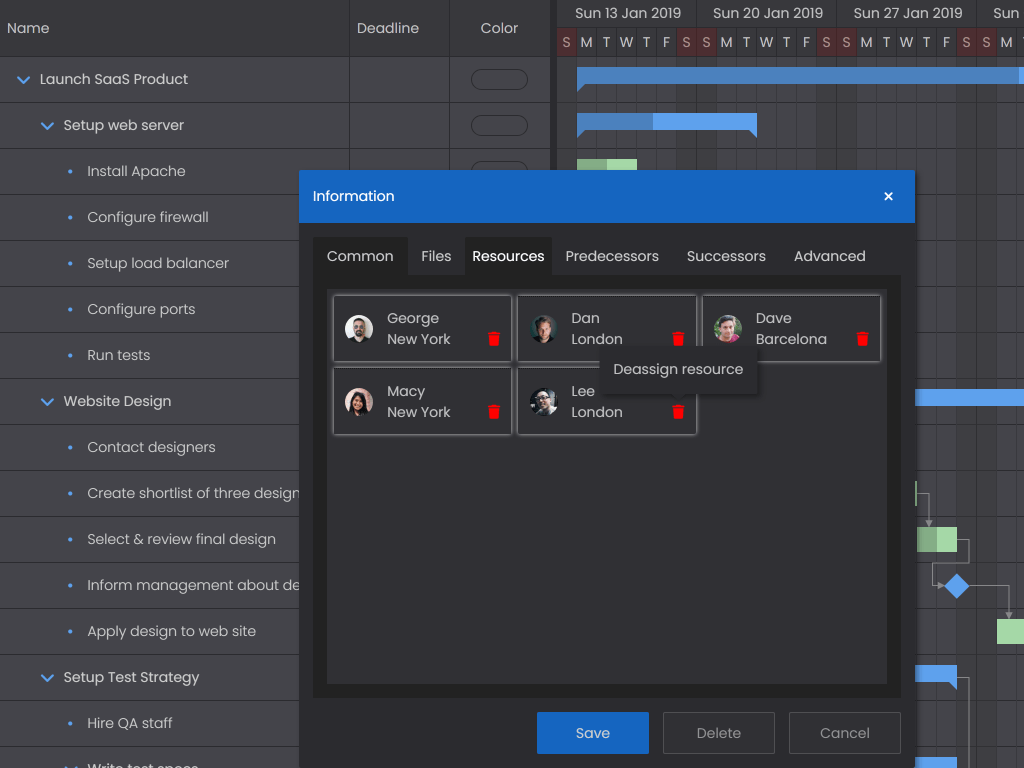 Name
Deadline
Color
Sun 13 Jan 2019
Sun 20 Jan 2019
Sun 27 Jan 2019
Sun
S M T W T F S S M T W T F S S M T W T F S S M
Launch SaaS Product
Setup web server
Install Apache
Configure firewall
Setup load balancer
Configure ports
Run tests
Website Design
Contact designers
Create shortlist of three design
Select & review final design
Inform management about de
Apply design to web site
Setup Test Strategy
Hire QA staff
Write test specs
Information
Common
Files
Resources
Predecessors
Successors
Advanced
George
New York
Dan
London
Dave
Barcelona
Macy
New York
Lee
London
Deassign resource
Save
Delete
Cancel